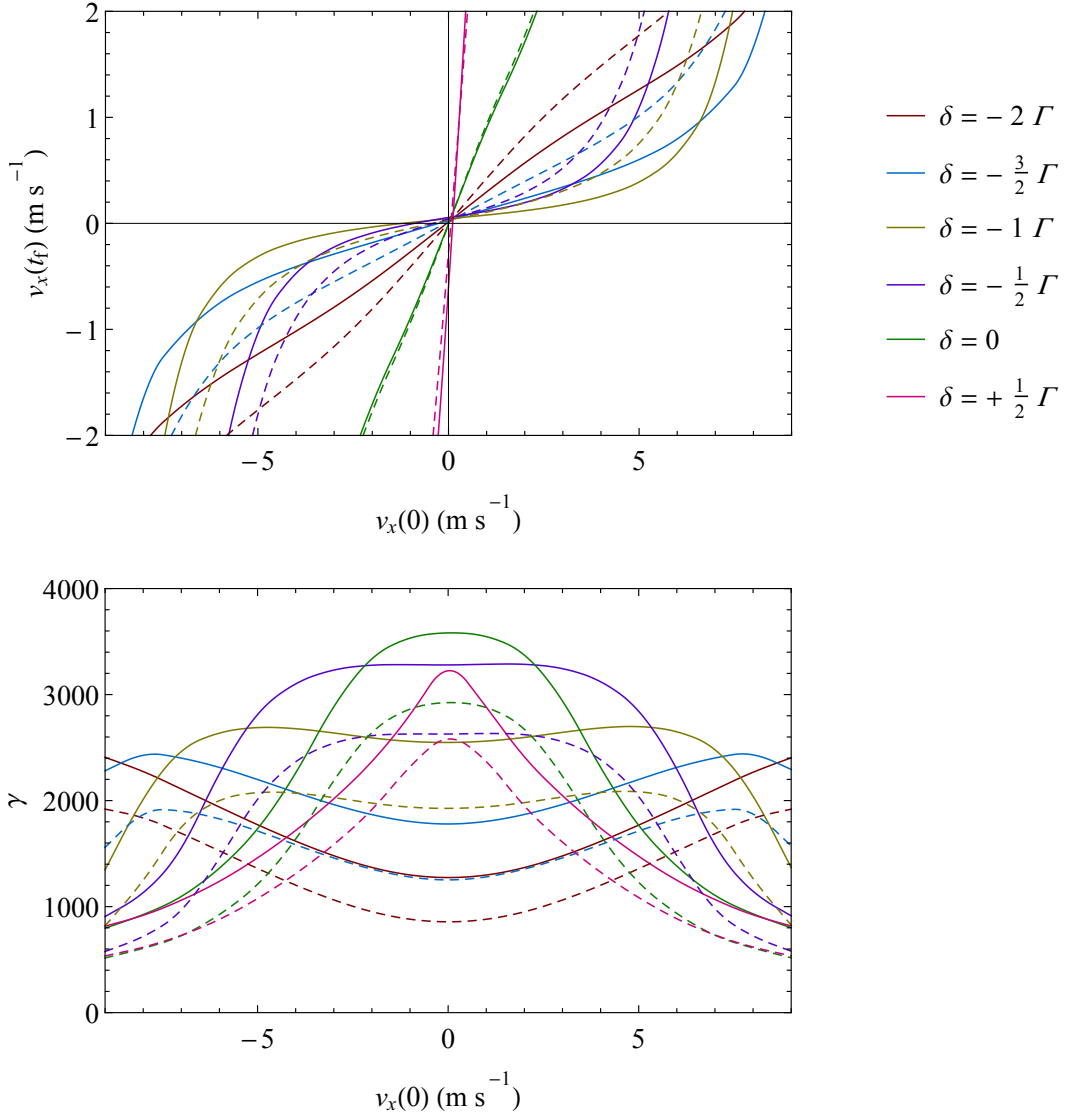 2
1
0
−1
−2
v_x(t_f) (m s⁻¹)
−5 0 5
v_x(0) (m s⁻¹)
δ = − 2 Γ
δ = − 3/2 Γ
δ = − 1 Γ
δ = − 1/2 Γ
δ = 0
δ = + 1/2 Γ
4000
3000
2000
1000
0
γ
−5 0 5
v_x(0) (m s⁻¹)